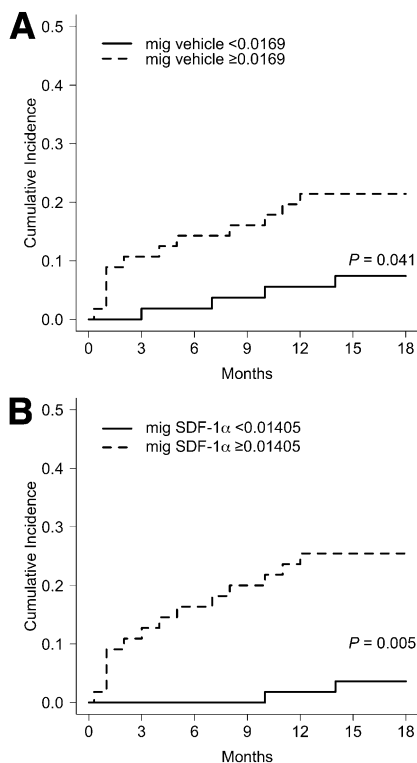 A
mig vehicle <0.0169
mig vehicle ≥0.0169
Cumulative Incidence
0.5
0.4
0.3
0.2
0.1
0.0
P = 0.041
0 3 6 9 12 15 18
Months
B
mig SDF-1α <0.01405
mig SDF-1α ≥0.01405
Cumulative Incidence
0.5
0.4
0.3
0.2
0.1
0.0
P = 0.005
0 3 6 9 12 15 18
Months